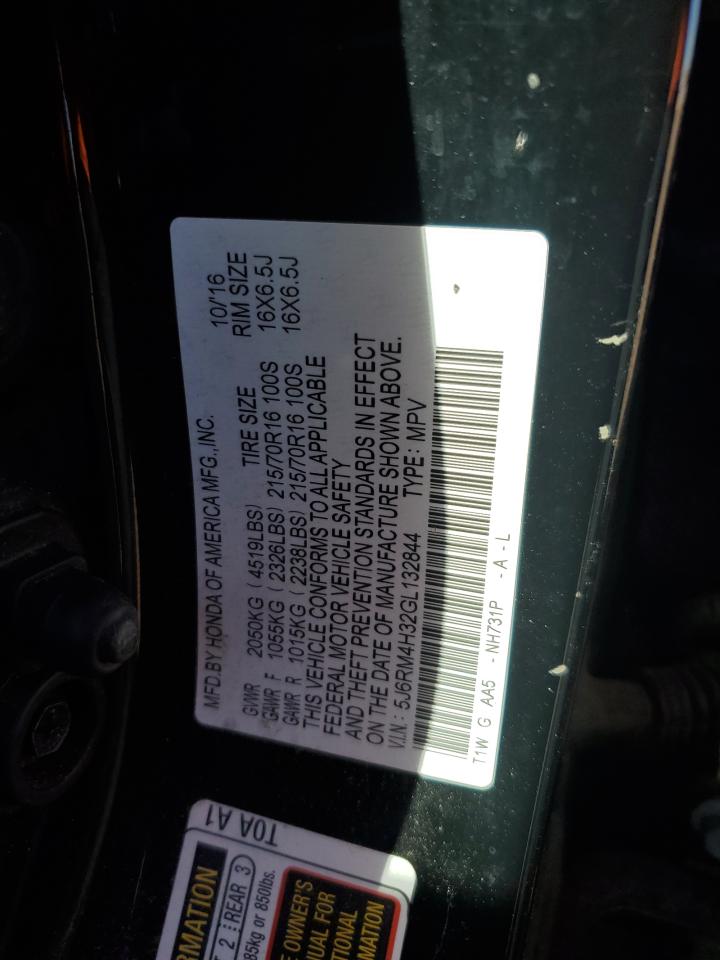 MFD.BY HONDA OF AMERICA MFG.,INC. 10/'16
GVWR 2050KG ( 4519LBS) TIRE SIZE RIM SIZE
GAWR F 1055KG ( 2326LBS) 215/70R16 100S 16X6.5J
GAWR R 1015KG ( 2238LBS) 215/70R16 100S 16X6.5J
THIS VEHICLE CONFORMS TO ALL APPLICABLE
FEDERAL MOTOR VEHICLE SAFETY
AND THEFT PREVENTION STANDARDS IN EFFECT
ON THE DATE OF MANUFACTURE SHOWN ABOVE.
V.I.N.: 5J6RM4H32GL132844 TYPE: MPV
T1W G AA5 -NH731P -A-L
T0A A1
RMATION
2 REAR 3
85kg or 850lbs.
OWNER'S
UAL FOR
TIONAL
MATION